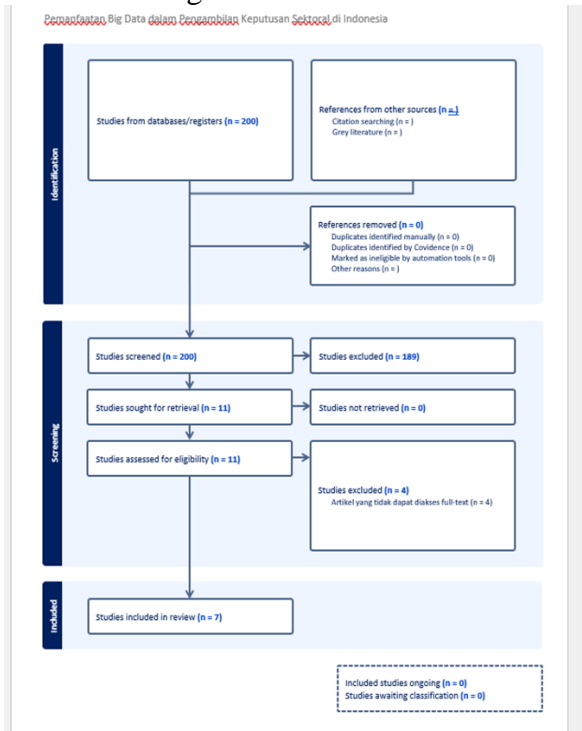 Pemanfaatan Big Data dalam Pengambilan Keputusan Sektoral di Indonesia
Identification
Studies from databases/registers (n = 200)
References from other sources (n = )
Citation searching (n = )
Grey literature (n = )
References removed (n = 0)
Duplicates identified manually (n = 0)
Duplicates identified by Covidence (n = 0)
Marked as ineligible by automation tools (n = 0)
Other reasons (n = )
Screening
Studies screened (n = 200)
Studies excluded (n = 189)
Studies sought for retrieval (n = 11)
Studies not retrieved (n = 0)
Studies assessed for eligibility (n = 11)
Studies excluded (n = 4)
Artikel yang tidak dapat diakses full-text (n = 4)
Included
Studies included in review (n = 7)
Included studies ongoing (n = 0)
Studies awaiting classification (n = 0)